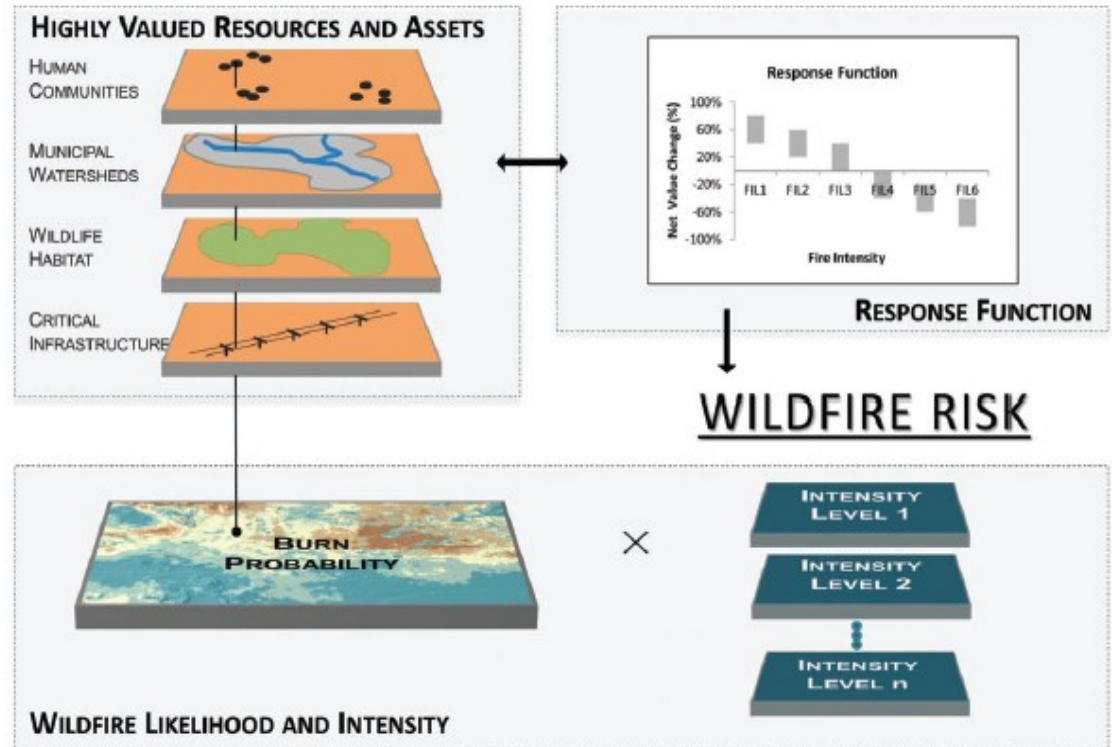 HIGHLY VALUED RESOURCES AND ASSETS
HUMAN
COMMUNITIES
MUNICIPAL
WATERSHEDS
WILDLIFE
HABITAT
CRITICAL
INFRASTRUCTURE
Response Function
Net Value Change (%)
100%
60%
20%
-20%
-60%
-100%
FIL1 FIL2 FIL3 FIL4 FIL5 FIL6
Fire Intensity
RESPONSE FUNCTION
WILDFIRE RISK
BURN
PROBABILITY
×
INTENSITY
LEVEL 1
INTENSITY
LEVEL 2
INTENSITY
LEVEL n
WILDFIRE LIKELIHOOD AND INTENSITY